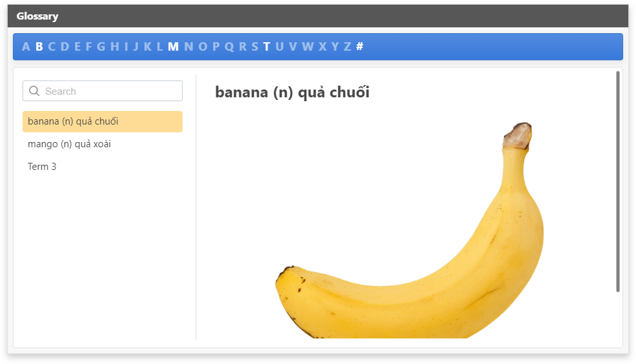 Glossary
A B C D E F G H I J K L M N O P Q R S T U V W X Y Z #
Search
banana (n) quả chuối
mango (n) quả xoài
Term 3
banana (n) quả chuối